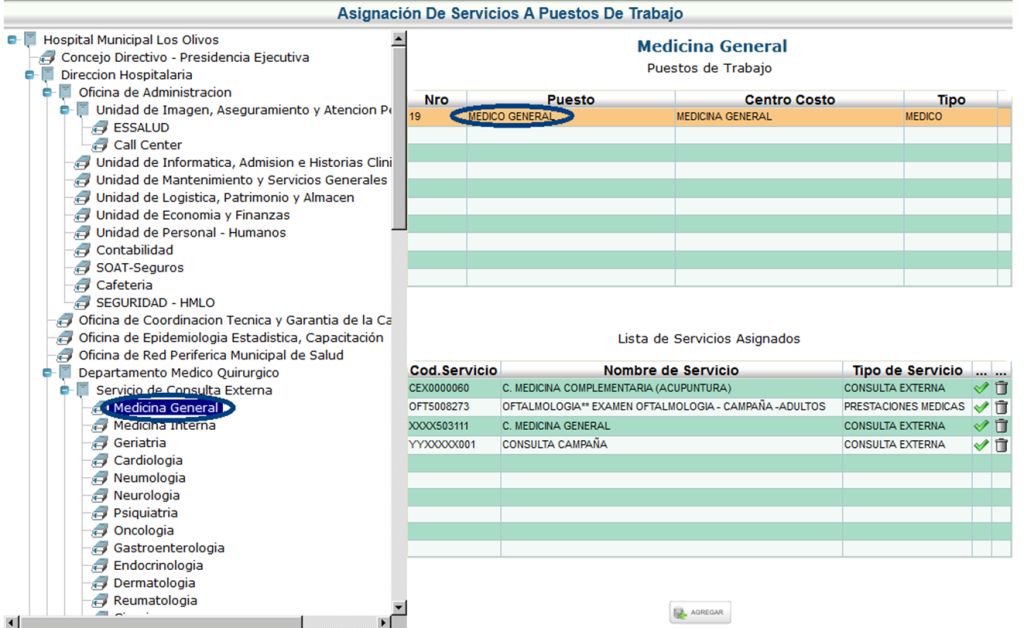 Asignación De Servicios A Puestos De Trabajo
Hospital Municipal Los Olivos
Concejo Directivo - Presidencia Ejecutiva
Direccion Hospitalaria
Oficina de Administracion
Unidad de Imagen, Aseguramiento y Atencion Pe
ESSALUD
Call Center
Unidad de Informatica, Admision e Historias Clini
Unidad de Mantenimiento y Servicios Generales
Unidad de Logistica, Patrimonio y Almacen
Unidad de Economia y Finanzas
Unidad de Personal - Humanos
Contabilidad
SOAT-Seguros
Cafeteria
SEGURIDAD - HMLO
Oficina de Coordinacion Tecnica y Garantia de la Ca
Oficina de Epidemiologia Estadistica, Capacitación
Oficina de Red Periferica Municipal de Salud
Departamento Medico Quirurgico
Servicio de Consulta Externa
Medicina General
Medicina Interna
Geriatria
Cardiologia
Neumologia
Neurologia
Psiquiatria
Oncologia
Gastroenterologia
Endocrinologia
Dermatologia
Reumatologia
Medicina General
Puestos de Trabajo
Nro Puesto Centro Costo Tipo
19 MEDICO GENERAL MEDICINA GENERAL MEDICO
Lista de Servicios Asignados
Cod.Servicio Nombre de Servicio Tipo de Servicio ... ...
CEX0000060 C. MEDICINA COMPLEMENTARIA (ACUPUNTURA) CONSULTA EXTERNA
OFT5008273 OFTALMOLOGIA** EXAMEN OFTALMOLOGIA - CAMPAÑA -ADULTOS PRESTACIONES MEDICAS
XXXX503111 C. MEDICINA GENERAL CONSULTA EXTERNA
YYXXXXX001 CONSULTA CAMPAÑA CONSULTA EXTERNA
AGREGAR